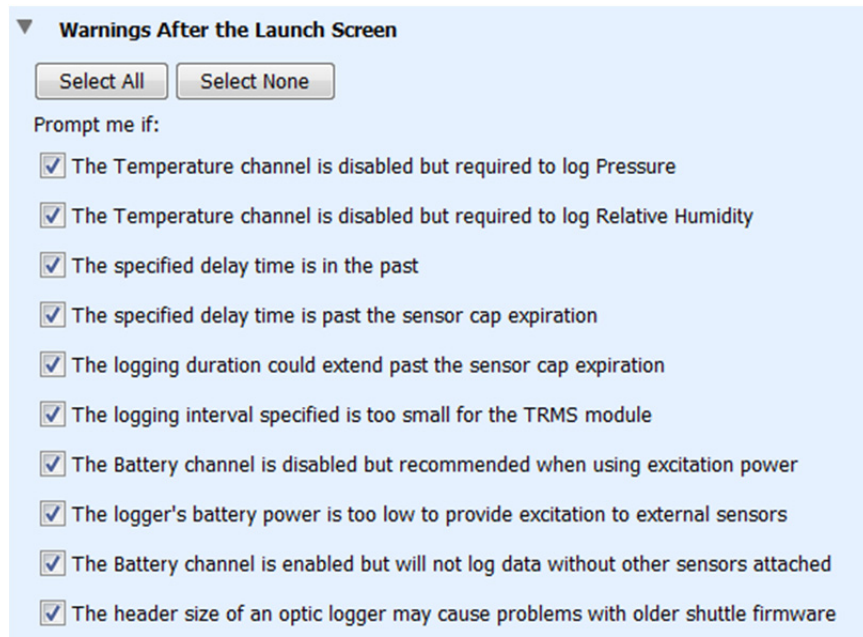 Warnings After the Launch Screen
Select All Select None
Prompt me if:
The Temperature channel is disabled but required to log Pressure
The Temperature channel is disabled but required to log Relative Humidity
The specified delay time is in the past
The specified delay time is past the sensor cap expiration
The logging duration could extend past the sensor cap expiration
The logging interval specified is too small for the TRMS module
The Battery channel is disabled but recommended when using excitation power
The logger's battery power is too low to provide excitation to external sensors
The Battery channel is enabled but will not log data without other sensors attached
The header size of an optic logger may cause problems with older shuttle firmware